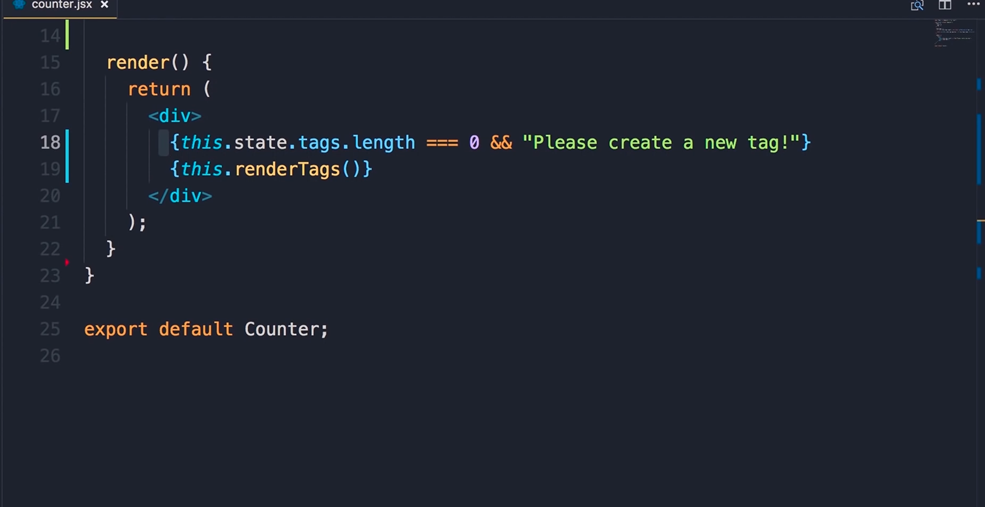 counter.jsx ×
14
15 render() {
16 return (
17 <div>
18 {this.state.tags.length === 0 && "Please create a new tag!"}
19 {this.renderTags()}
20 </div>
21 );
22 }
23 }
24
25 export default Counter;
26